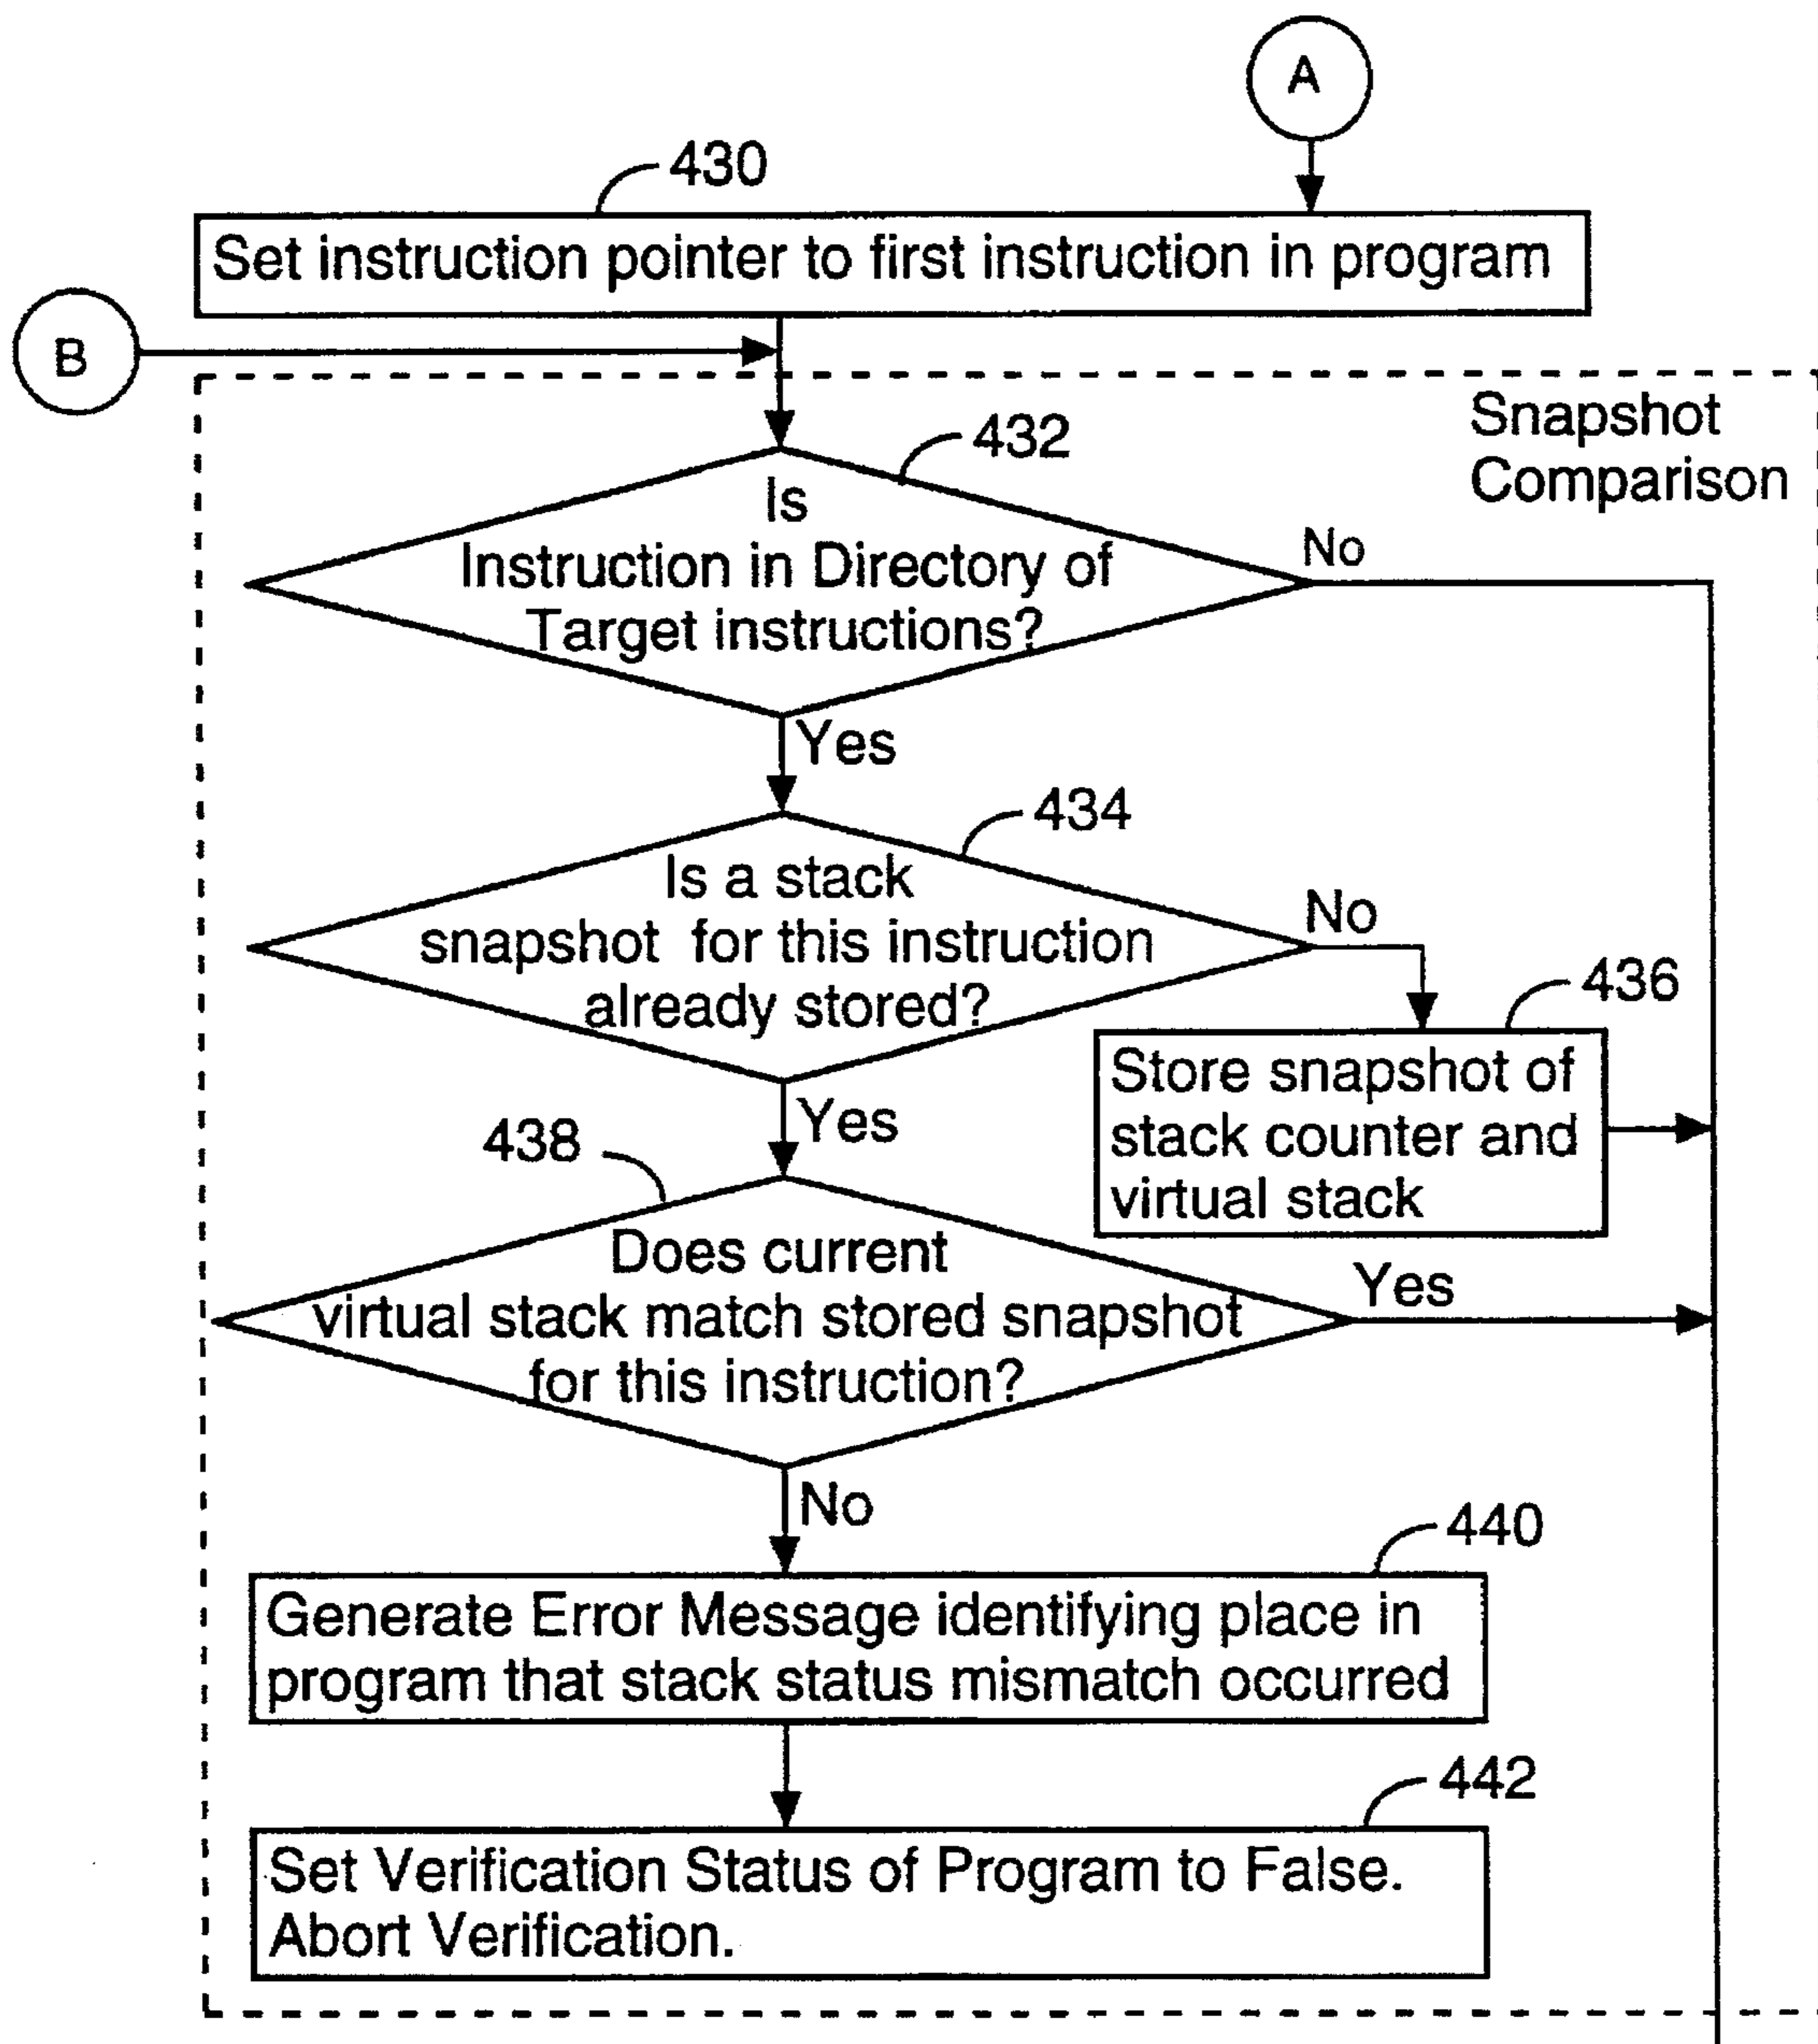 A
430
Set instruction pointer to first instruction in program
B
Snapshot
Comparison
432
Is
Instruction in Directory of
Target instructions?
No
Yes
434
Is a stack
snapshot for this instruction
already stored?
No
436
Store snapshot of
stack counter and
virtual stack
Yes
438
Does current
virtual stack match stored snapshot
for this instruction?
Yes
No
440
Generate Error Message identifying place in
program that stack status mismatch occurred
442
Set Verification Status of Program to False.
Abort Verification.